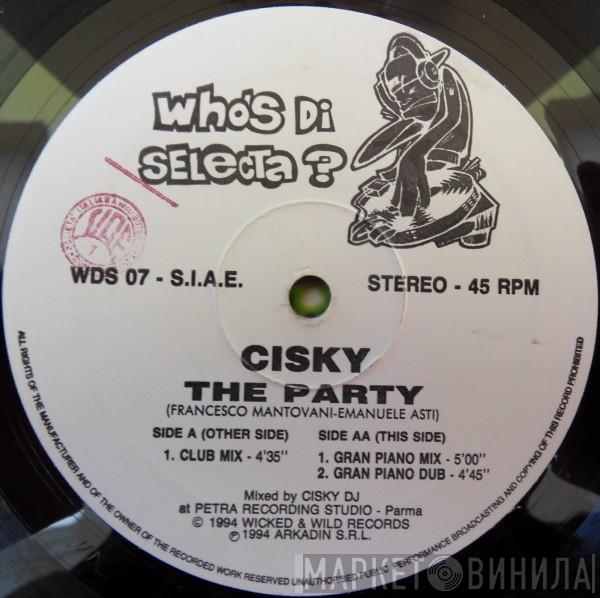 WHO'S DI
SELECTA?
WDS 07 - S.I.A.E.
STEREO - 45 RPM
CISKY
THE PARTY
(FRANCESCO MANTOVANI-EMANUELE ASTI)
SIDE A (OTHER SIDE)
1. CLUB MIX - 4'35"
SIDE AA (THIS SIDE)
1. GRAN PIANO MIX - 5'00"
2. GRAN PIANO DUB - 4'45"
Mixed by CISKY DJ
at PETRA RECORDING STUDIO - Parma
© 1994 WICKED & WILD RECORDS
℗ 1994 ARKADIN S.R.L.
ALL RIGHTS OF THE MANUFACTURER AND OF THE OWNER OF THE RECORDED WORK RESERVED UNAUTHORISED PUBLIC PERFORMANCE BROADCASTING AND COPYING OF THIS RECORD PROHIBITED
МАРКЕТ ВИНИЛА